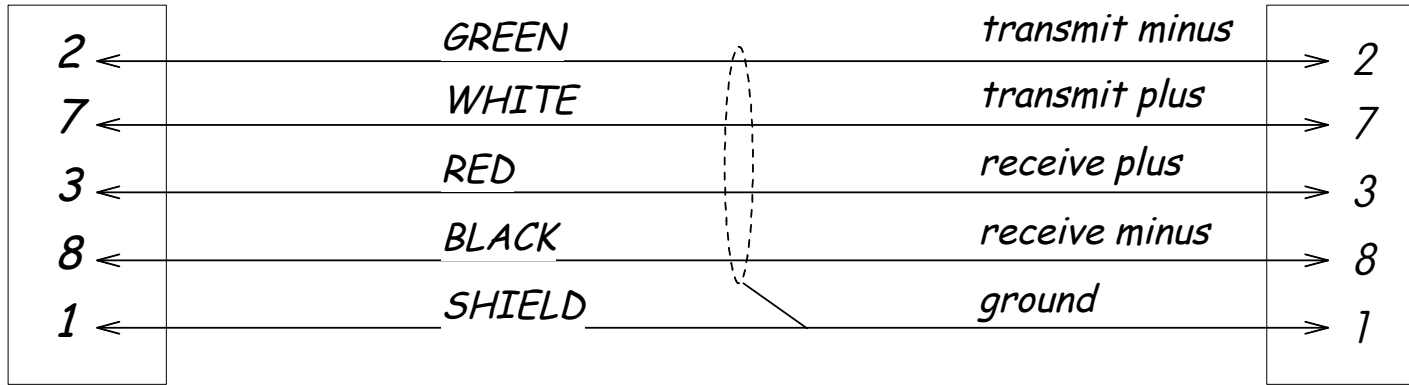 2 GREEN transmit minus 2
7 WHITE transmit plus 7
3 RED receive plus 3
8 BLACK receive minus 8
1 SHIELD ground 1